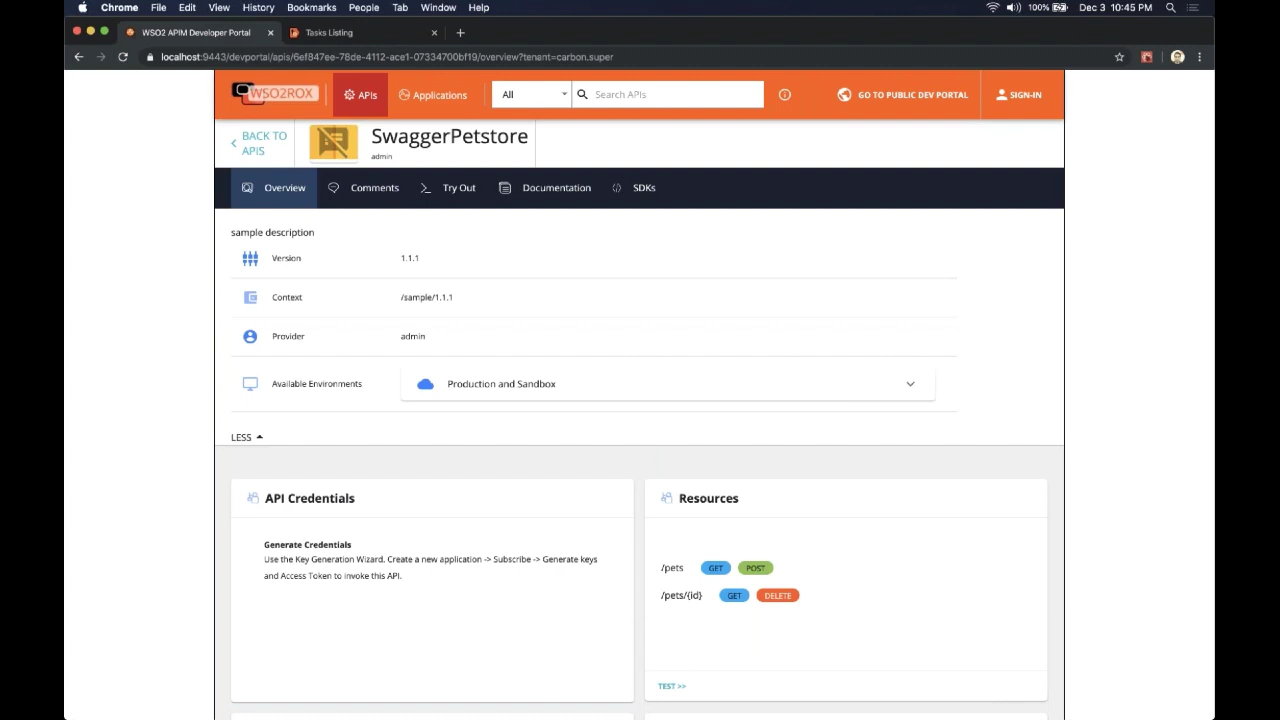 Chrome File Edit View History Bookmarks People Tab Window Help 100% Dec 3 10:45 PM
WSO2 APIM Developer Portal Tasks Listing
localhost:9443/devportal/apis/6ef847ee-78de-4112-ace1-07334700bf19/overview?tenant=carbon.super
WSO2ROX APIs Applications All Search APIs GO TO PUBLIC DEV PORTAL SIGN-IN
BACK TO
APIS
SwaggerPetstore
admin
Overview Comments Try Out Documentation SDKs
sample description
Version 1.1.1
Context /sample/1.1.1
Provider admin
Available Environments Production and Sandbox
LESS
API Credentials
Generate Credentials
Use the Key Generation Wizard. Create a new application -> Subscribe -> Generate keys
and Access Token to invoke this API.
Resources
/pets GET POST
/pets/{id} GET DELETE
TEST >>